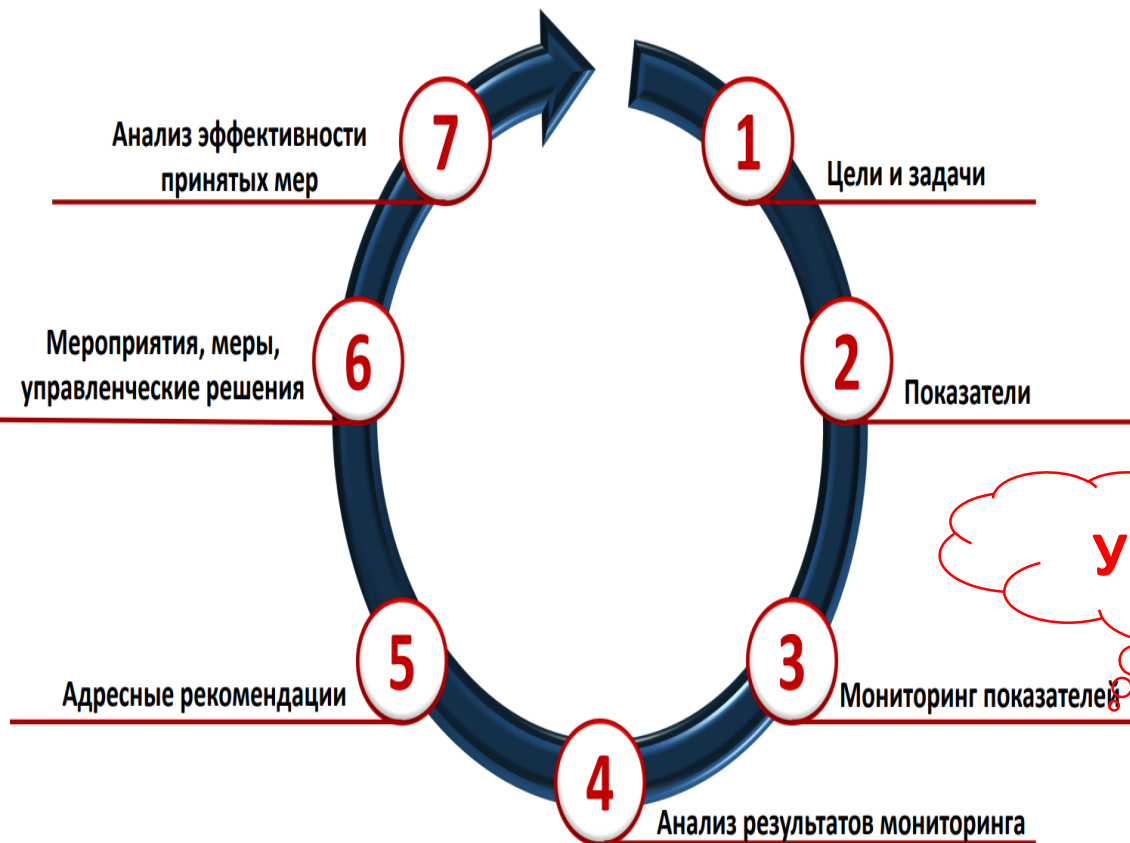 1
Цели и задачи
2
Показатели
У
3
Мониторинг показателей
4
Анализ результатов мониторинга
5
Адресные рекомендации
6
Мероприятия, меры,
управленческие решения
7
Анализ эффективности
принятых мер